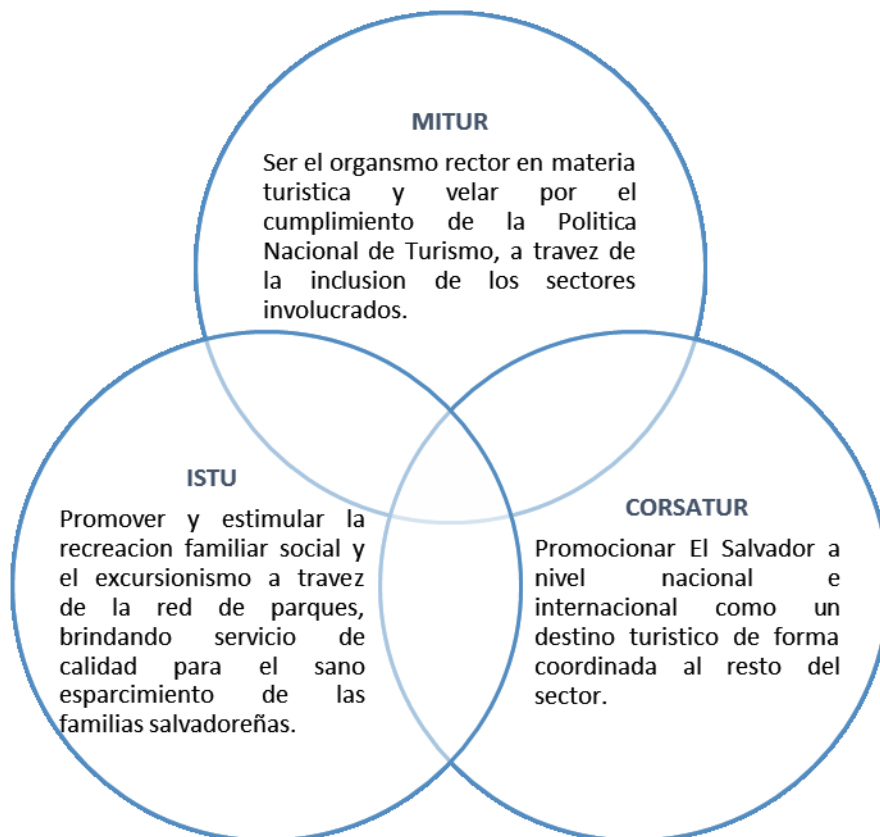 MITUR
Ser el organsmo rector en materia
turistica y velar por el
cumplimiento de la Politica
Nacional de Turismo, a travez de
la inclusion de los sectores
involucrados.
ISTU
Promover y estimular la
recreacion familiar social y
el excursionismo a travez
de la red de parques,
brindando servicio de
calidad para el sano
esparcimiento de las
familias salvadoreñas.
CORSATUR
Promocionar El Salvador a
nivel nacional e
internacional como un
destino turistico de forma
coordinada al resto del
sector.